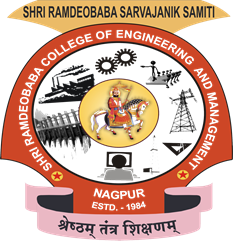 SHRI RAMDEOBABA SARVAJANIK SAMITI
SHRI RAMDEOBABA COLLEGE OF ENGINEERING AND MANAGEMENT
NAGPUR
ESTD. - 1984
श्रेष्ठम् तंत्र शिक्षणम्